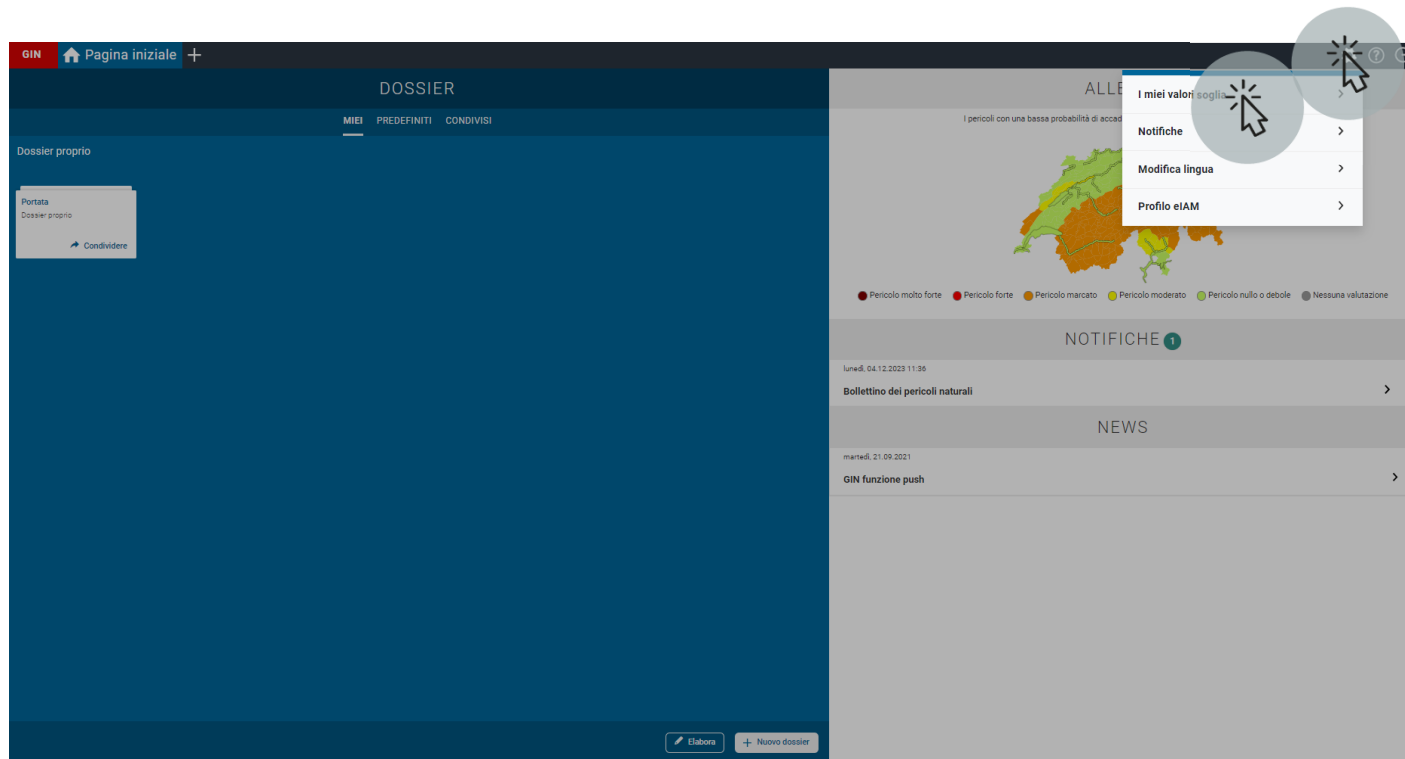 GIN Pagina iniziale
DOSSIER
MIEI PREDEFINITI CONDIVISI
Dossier proprio
Portata
Dossier proprio
Condividere
Elabora
Nuovo dossier
ALLE
I pericoli con una bassa probabilità di accad
I miei valori soglia
Notifiche
Modifica lingua
Profilo eIAM
Pericolo molto forte Pericolo forte Pericolo marcato Pericolo moderato Pericolo nullo o debole Nessuna valutazione
NOTIFICHE 1
lunedì, 04.12.2023 11:36
Bollettino dei pericoli naturali
NEWS
martedì, 21.09.2021
GIN funzione push